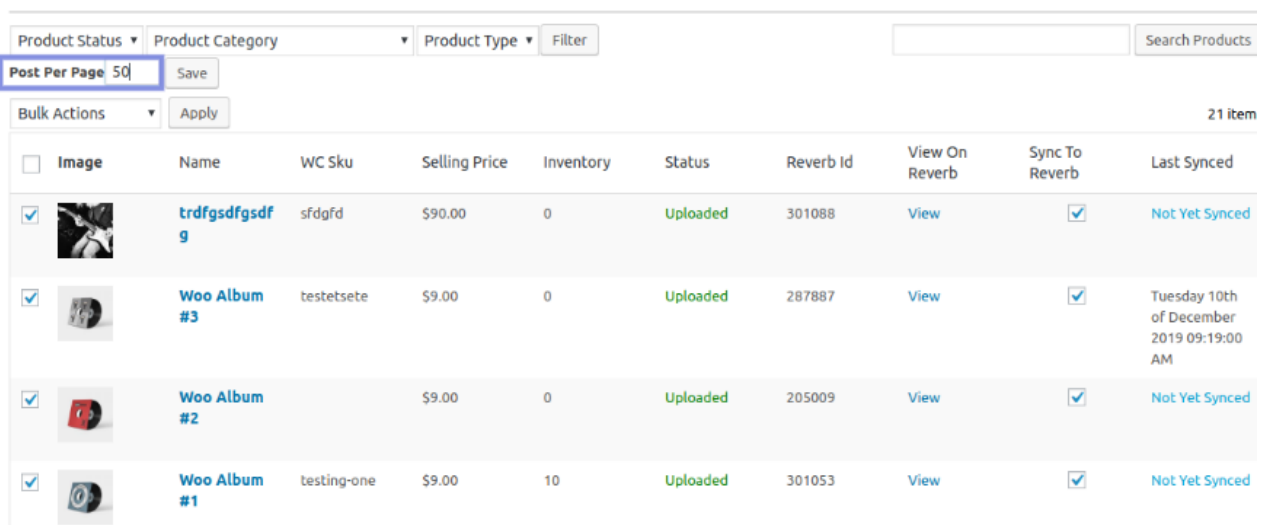 Product Status Product Category Product Type Filter Search Products
Post Per Page 50 Save
Bulk Actions Apply 21 item
Image Name WC Sku Selling Price Inventory Status Reverb Id View On Reverb Sync To Reverb Last Synced
trdfgsdfgsdf
g sfdgfd $90.00 0 Uploaded 301088 View Not Yet Synced
Woo Album
#3 testetsete $9.00 0 Uploaded 287887 View Tuesday 10th
of December
2019 09:19:00
AM
Woo Album
#2 $9.00 0 Uploaded 205009 View Not Yet Synced
Woo Album
#1 testing-one $9.00 10 Uploaded 301053 View Not Yet Synced